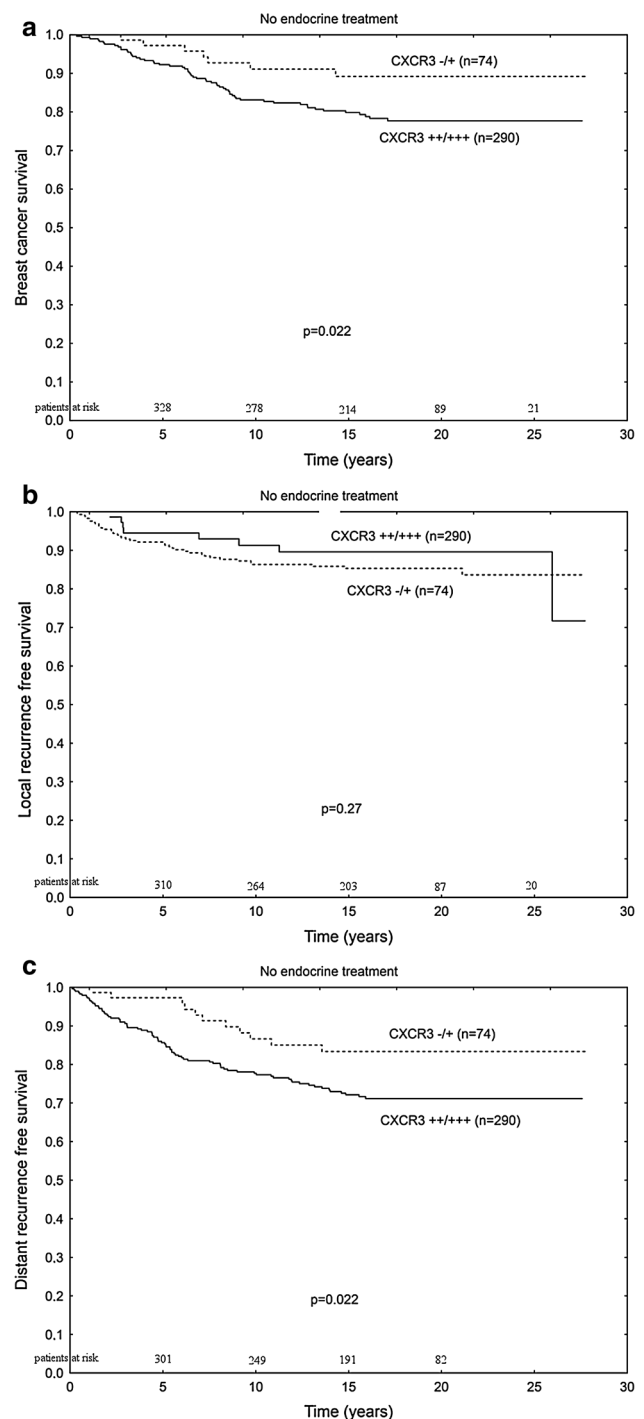 a
No endocrine treatment
1.0
CXCR3 -/+ (n=74)
0.9
0.8
CXCR3 ++/+++ (n=290)
0.7
0.6
Breast cancer survival
0.5
0.4
0.3
p=0.022
0.2
0.1
patients at risk 328 278 214 89 21
0.0
0 5 10 15 20 25 30
Time (years)
b
No endocrine treatment
1.0
CXCR3 ++/+++ (n=290)
0.9
CXCR3 -/+ (n=74)
0.8
0.7
0.6
Local recurrence free survival
0.5
0.4
0.3
p=0.27
0.2
0.1
patients at risk 310 264 203 87 20
0.0
0 5 10 15 20 25 30
Time (years)
c
No endocrine treatment
1.0
0.9
CXCR3 -/+ (n=74)
0.8
0.7
CXCR3 ++/+++ (n=290)
0.6
Distant recurrence free survival
0.5
0.4
0.3
0.2
p=0.022
0.1
patients at risk 301 249 191 82
0.0
0 5 10 15 20 25 30
Time (years)